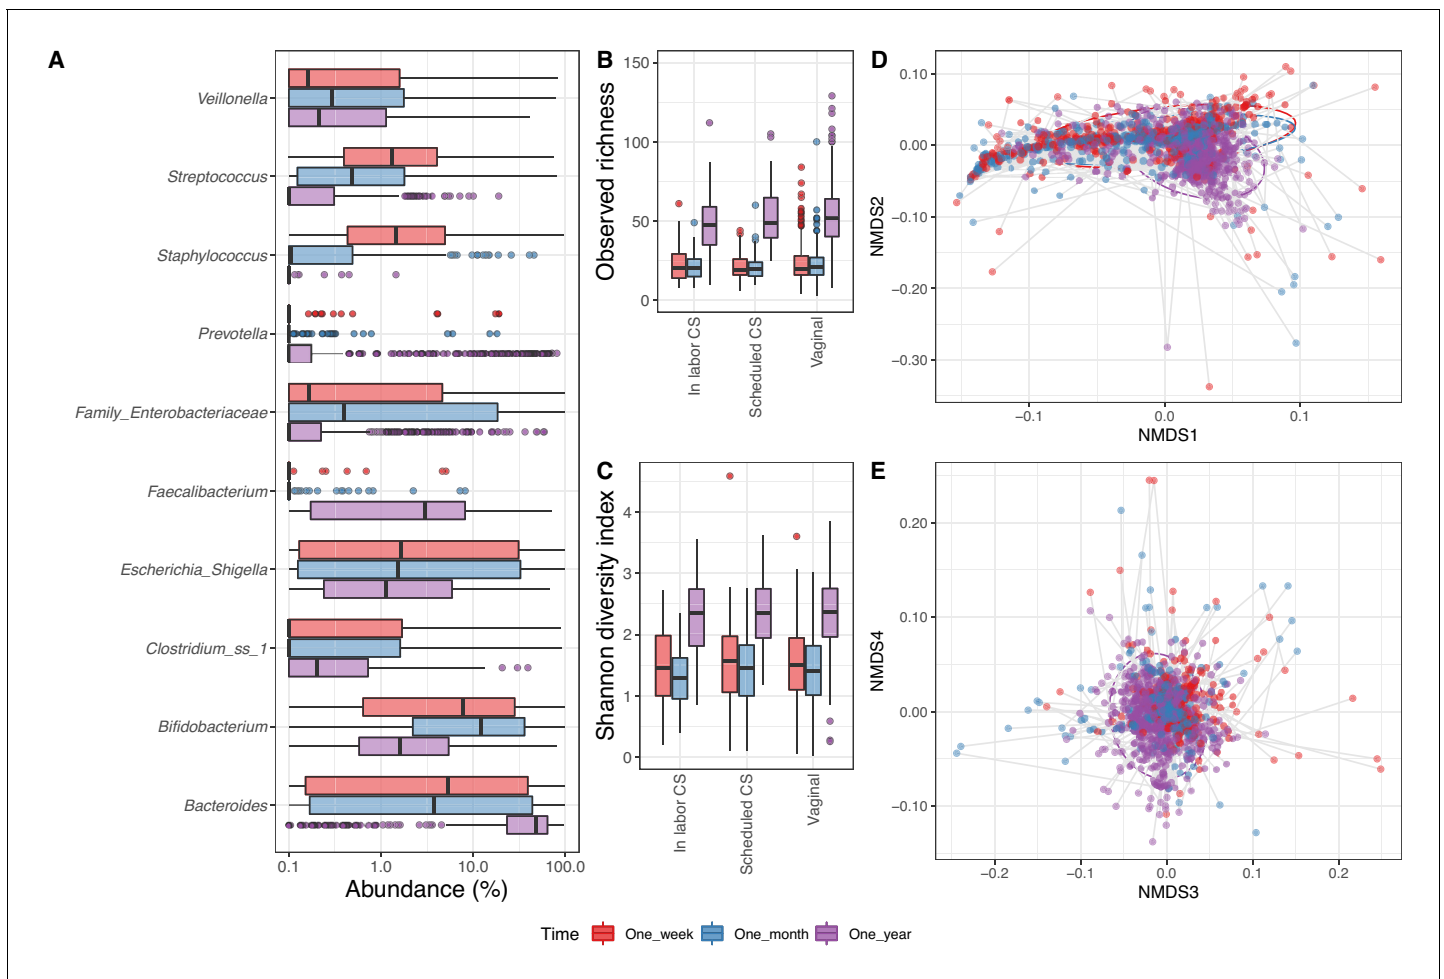 A
Veillonella
Streptococcus
Staphylococcus
Prevotella
Family_Enterobacteriaceae
Faecalibacterium
Escherichia_Shigella
Clostridium_ss_1
Bifidobacterium
Bacteroides
0.1 1.0 10.0 100.0
Abundance (%)
B
Observed richness
150
100
50
0
In labor CS
Scheduled CS
Vaginal
C
Shannon diversity index
4
3
2
1
0
In labor CS
Scheduled CS
Vaginal
D
NMDS2
0.10
0.00
−0.10
−0.20
−0.30
−0.1 0.0 0.1
NMDS1
E
NMDS4
0.20
0.10
0.00
−0.10
−0.2 −0.1 0.0 0.1 0.2
NMDS3
Time One_week One_month One_year